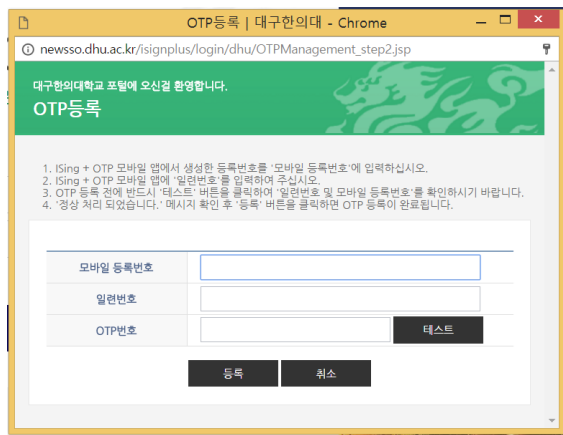 OTP등록 | 대구한의대 - Chrome
newsso.dhu.ac.kr/isignplus/login/dhu/OTPManagement_step2.jsp
대구한의대학교 포털에 오신걸 환영합니다.
OTP등록
1. ISing + OTP 모바일 앱에서 생성한 등록번호를 '모바일 등록번호'에 입력하십시오.
2. ISing + OTP 모바일 앱에 '일련번호'를 입력하여 주십시오.
3. OTP 등록 전에 반드시 '테스트' 버튼을 클릭하여 '일련번호 및 모바일 등록번호'를 확인하시기 바랍니다.
4. '정상 처리 되었습니다.' 메시지 확인 후 '등록' 버튼을 클릭하면 OTP 등록이 완료됩니다.
모바일 등록번호
일련번호
OTP번호
테스트
등록
취소